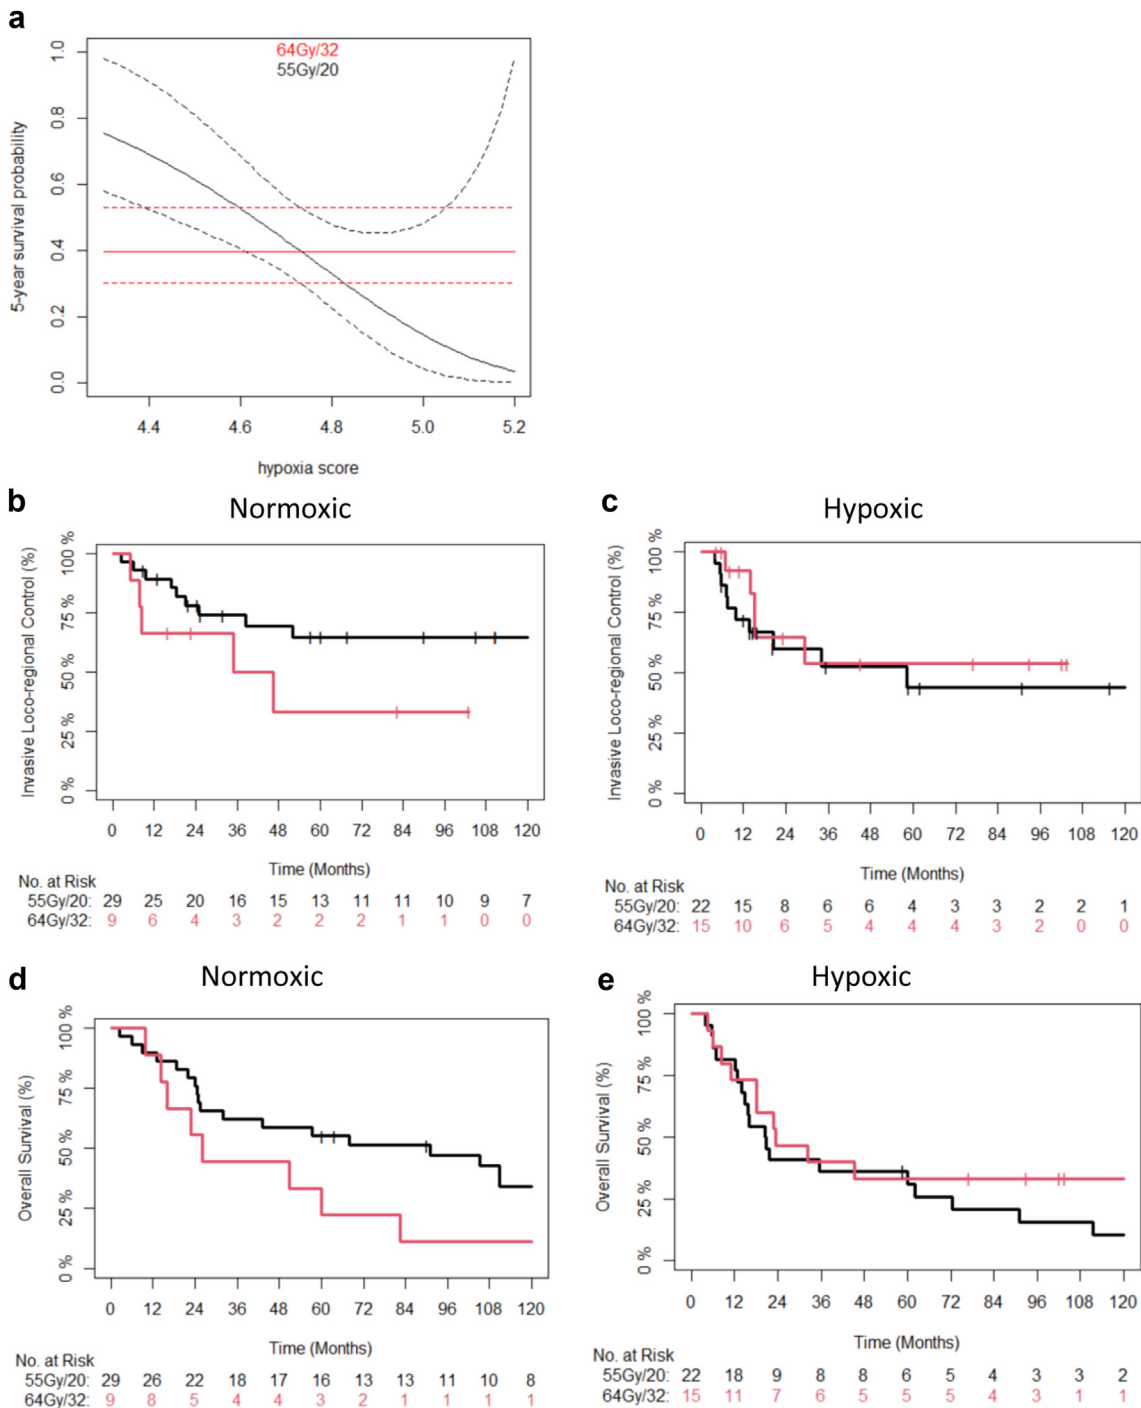 a
64Gy/32
55Gy/20
5-year survival probability
0.0 0.2 0.4 0.6 0.8 1.0
4.4 4.6 4.8 5.0 5.2
hypoxia score
b
Normoxic
Invasive Loco-regional Control (%)
0 % 25 % 50 % 75 % 100 %
0 12 24 36 48 60 72 84 96 108 120
Time (Months)
No. at Risk
55Gy/20: 29 25 20 16 15 13 11 11 10 9 7
64Gy/32: 9 6 4 3 2 2 2 1 1 0 0
c
Hypoxic
Invasive Loco-regional Control (%)
0 % 25 % 50 % 75 % 100 %
0 12 24 36 48 60 72 84 96 108 120
Time (Months)
No. at Risk
55Gy/20: 22 15 8 6 6 4 3 3 2 2 1
64Gy/32: 15 10 6 5 4 4 4 3 2 0 0
d
Normoxic
Overall Survival (%)
0 % 25 % 50 % 75 % 100 %
0 12 24 36 48 60 72 84 96 108 120
Time (Months)
No. at Risk
55Gy/20: 29 26 22 18 17 16 13 13 11 10 8
64Gy/32: 9 8 5 4 4 3 2 1 1 1 1
e
Hypoxic
Overall Survival (%)
0 % 25 % 50 % 75 % 100 %
0 12 24 36 48 60 72 84 96 108 120
Time (Months)
No. at Risk
55Gy/20: 22 18 9 8 8 6 5 4 3 3 2
64Gy/32: 15 11 7 6 5 5 5 4 3 1 1